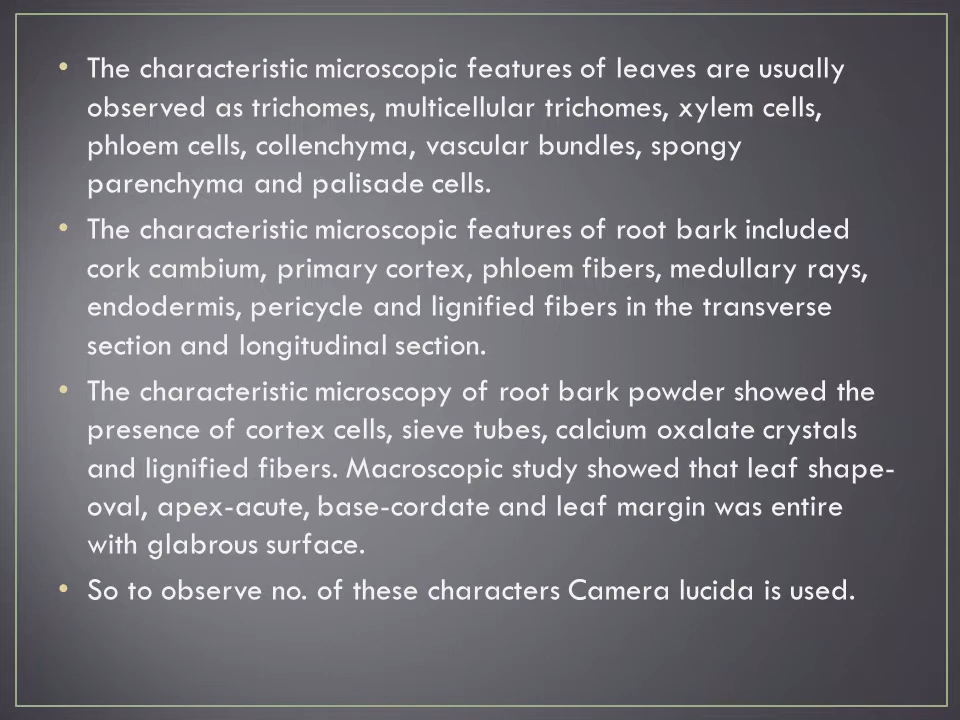 • The characteristic microscopic features of leaves are usually
observed as trichomes, multicellular trichomes, xylem cells,
phloem cells, collenchyma, vascular bundles, spongy
parenchyma and palisade cells.
• The characteristic microscopic features of root bark included
cork cambium, primary cortex, phloem fibers, medullary rays,
endodermis, pericycle and lignified fibers in the transverse
section and longitudinal section.
• The characteristic microscopy of root bark powder showed the
presence of cortex cells, sieve tubes, calcium oxalate crystals
and lignified fibers. Macroscopic study showed that leaf shape-
oval, apex-acute, base-cordate and leaf margin was entire
with glabrous surface.
• So to observe no. of these characters Camera lucida is used.